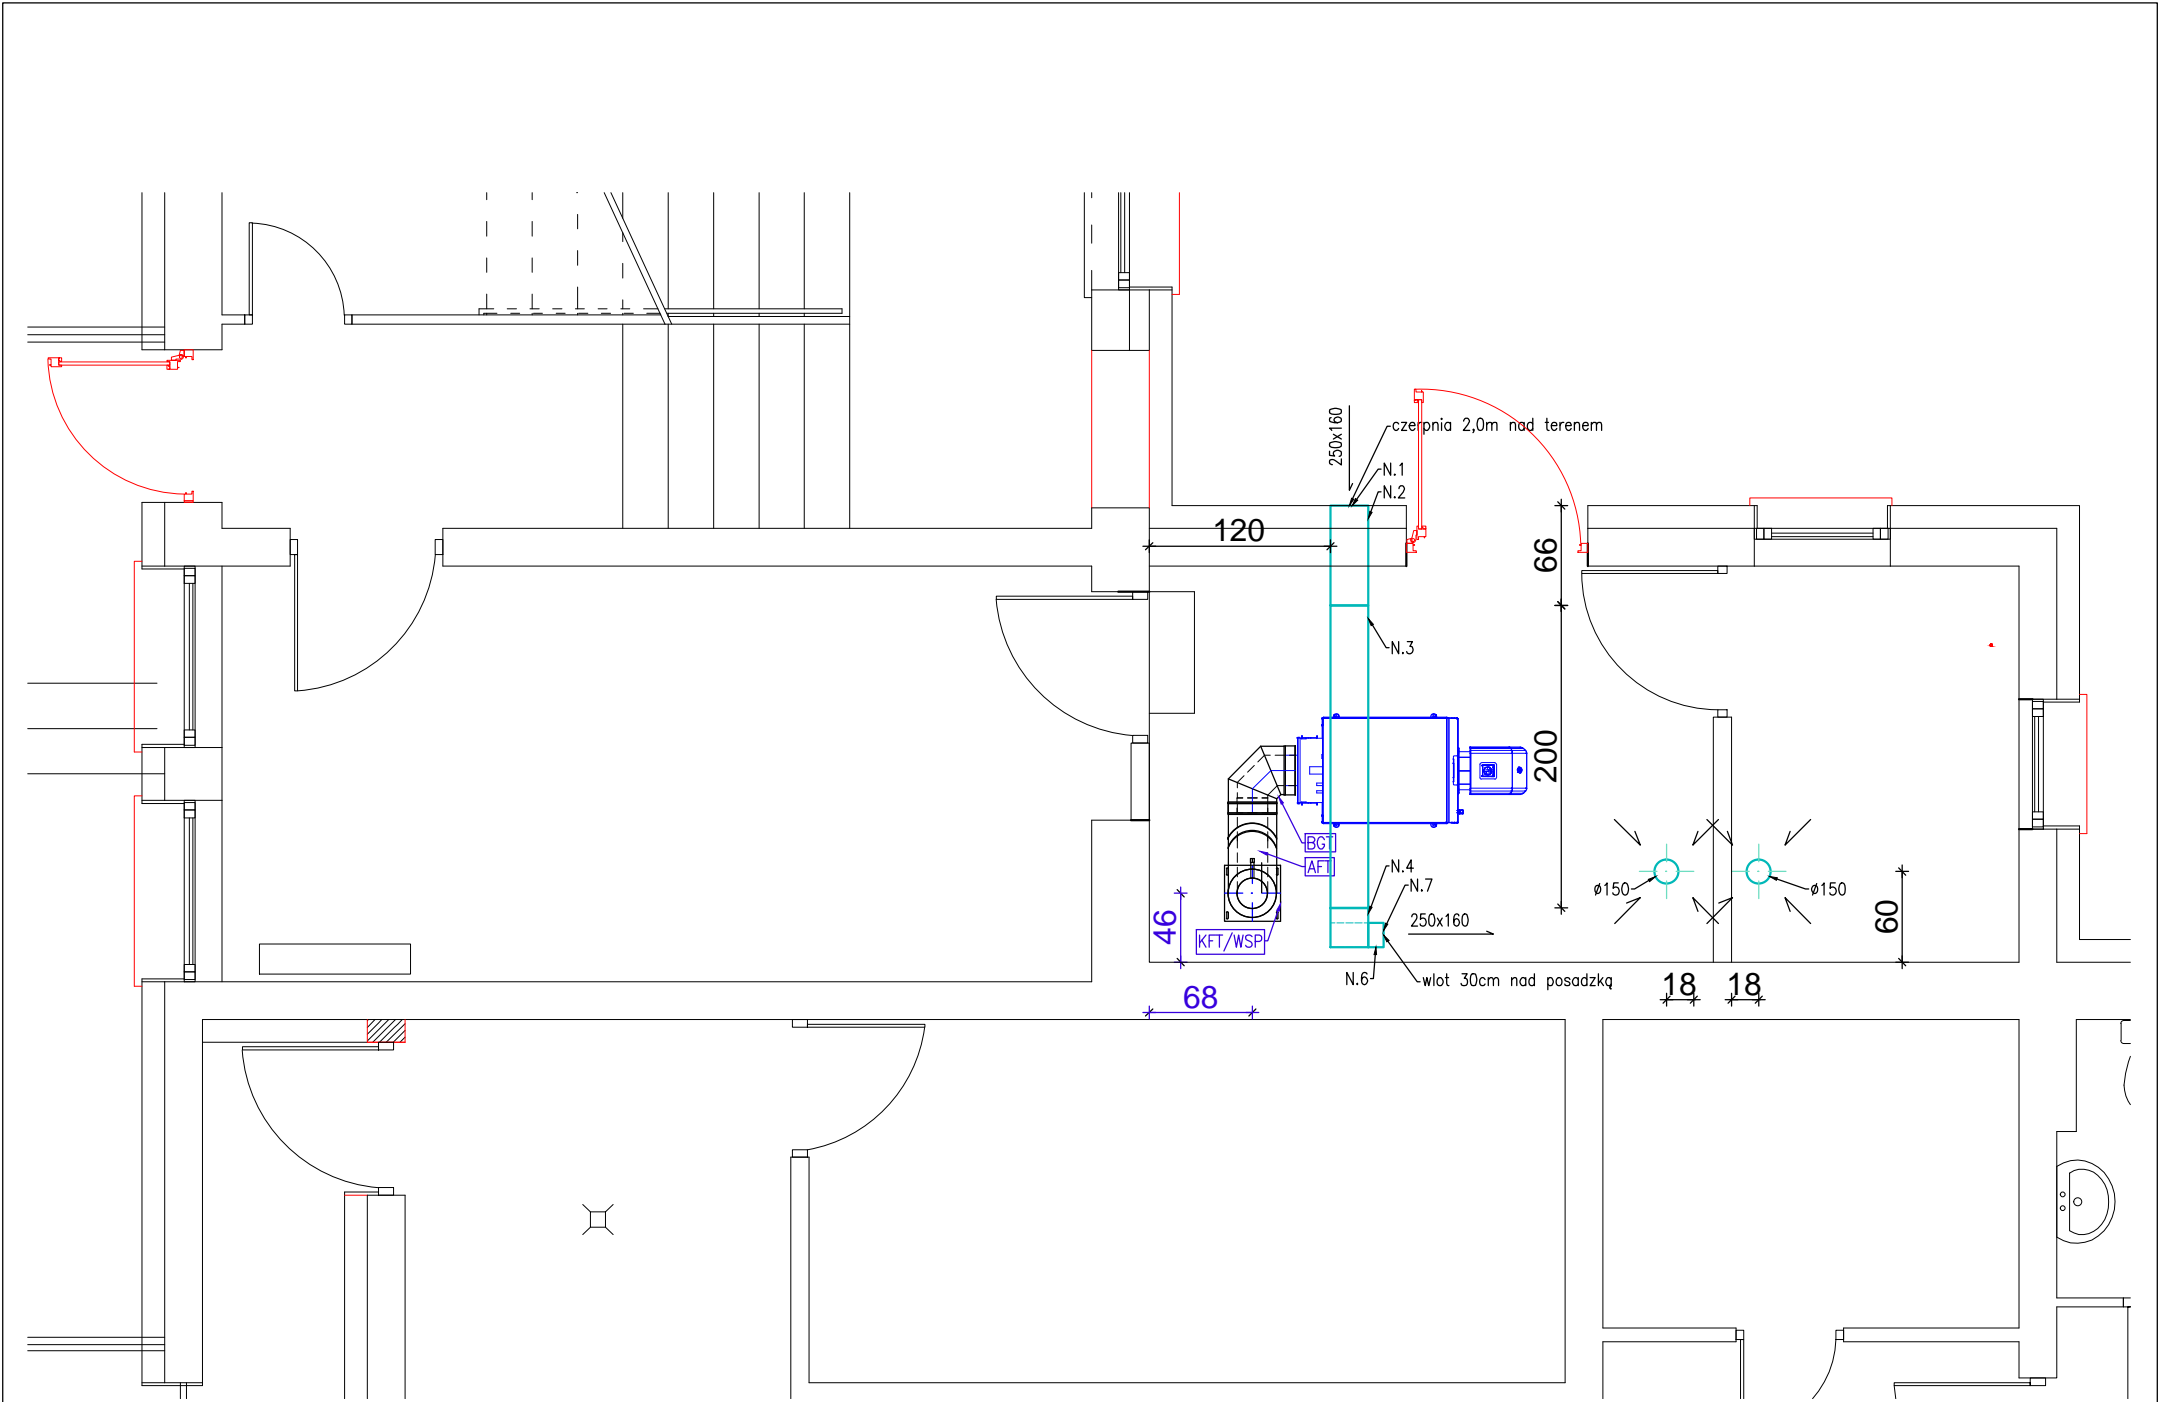 250x160
czerpnia 2,0m nad terenem
N.1
N.2
120
66
N.3
200
BGT
AFT
N.4
N.7
ø150
ø150
46
250x160
60
KFT/WSP
N.6
wlot 30cm nad posadzką
68
18
18